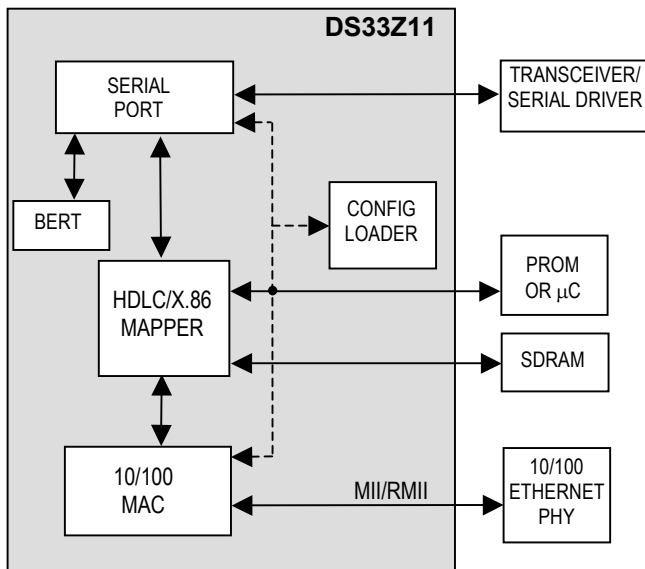 DS33Z11
SERIAL
PORT
TRANSCEIVER/
SERIAL DRIVER
BERT
CONFIG
LOADER
HDLC/X.86
MAPPER
PROM
OR μC
SDRAM
10/100
MAC
MII/RMII
10/100
ETHERNET
PHY